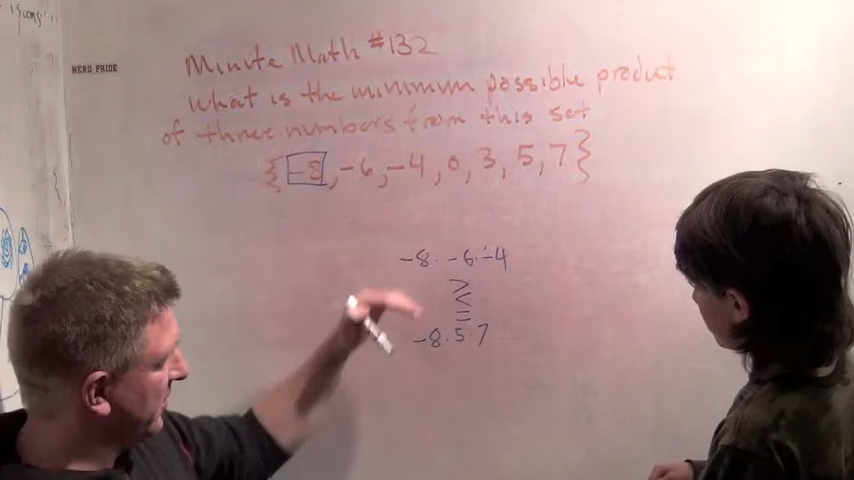 NERD PRIDE
Minute Math #132
What is the minimum possible product
of three numbers from this set
{-8, -6, -4, 0, 3, 5, 7}
-8 · -6 · -4
>
<
=
-8 · 5 · 7